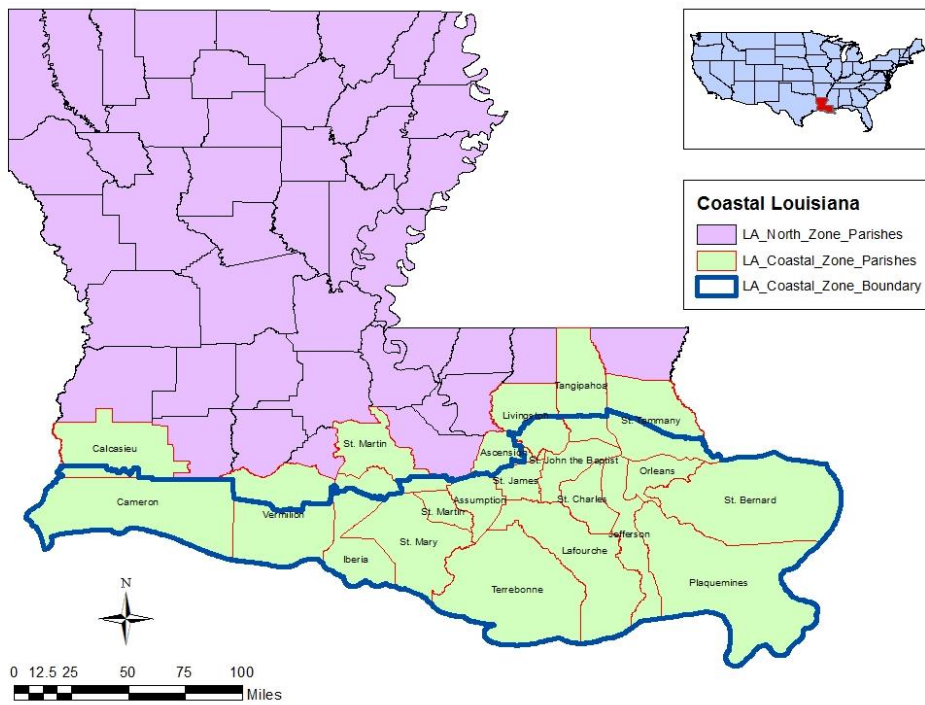 Coastal Louisiana
LA_North_Zone_Parishes
LA_Coastal_Zone_Parishes
LA_Coastal_Zone_Boundary
Tangipahoa
Livingston
St. Tammany
Calcasieu
St. Martin
Ascension
St. John the Baptist
Orleans
St. James
Cameron
Assumption
St. Charles
St. Bernard
Vermilion
St. Martin
Jefferson
St. Mary
Lafourche
Iberia
Plaquemines
Terrebonne
N
0 12.5 25 50 75 100
Miles